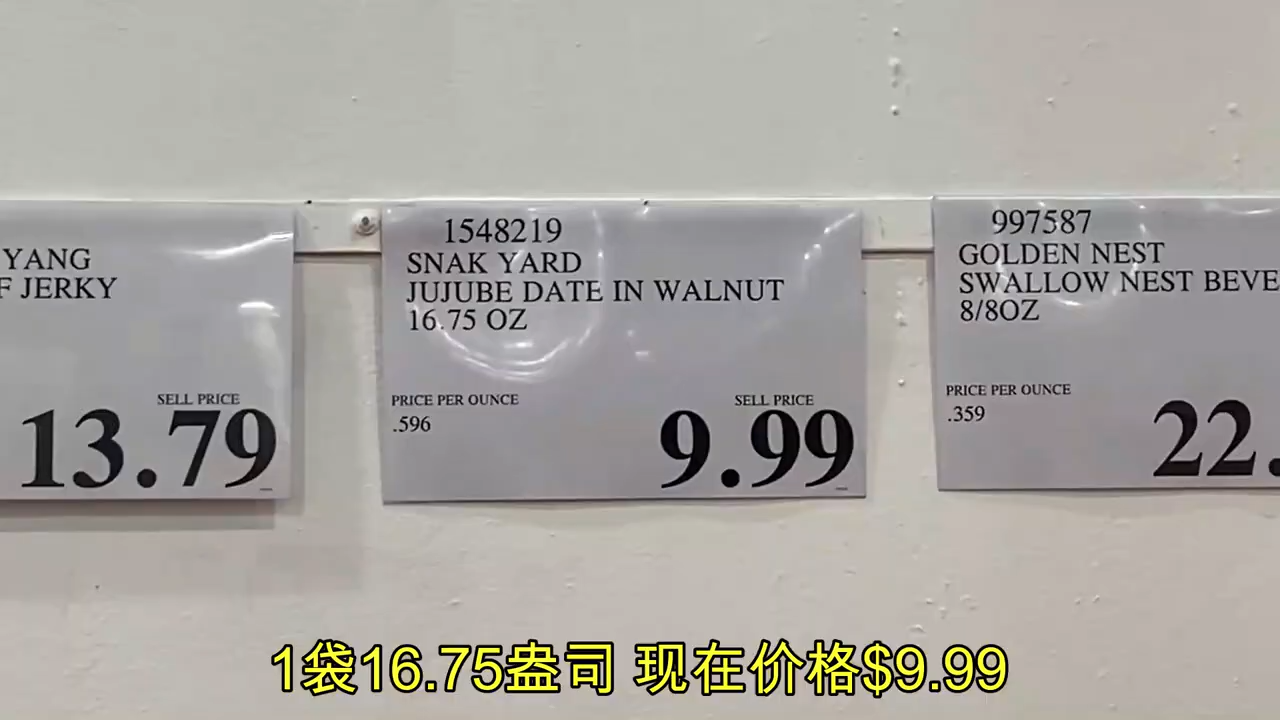 YANG
F JERKY
SELL PRICE
13.79
1548219
SNAK YARD
JUJUBE DATE IN WALNUT
16.75 OZ
PRICE PER OUNCE
.596
SELL PRICE
9.99
997587
GOLDEN NEST
SWALLOW NEST BEVE
8/8OZ
PRICE PER OUNCE
.359
22.
1袋16.75盎司 现在价格$9.99